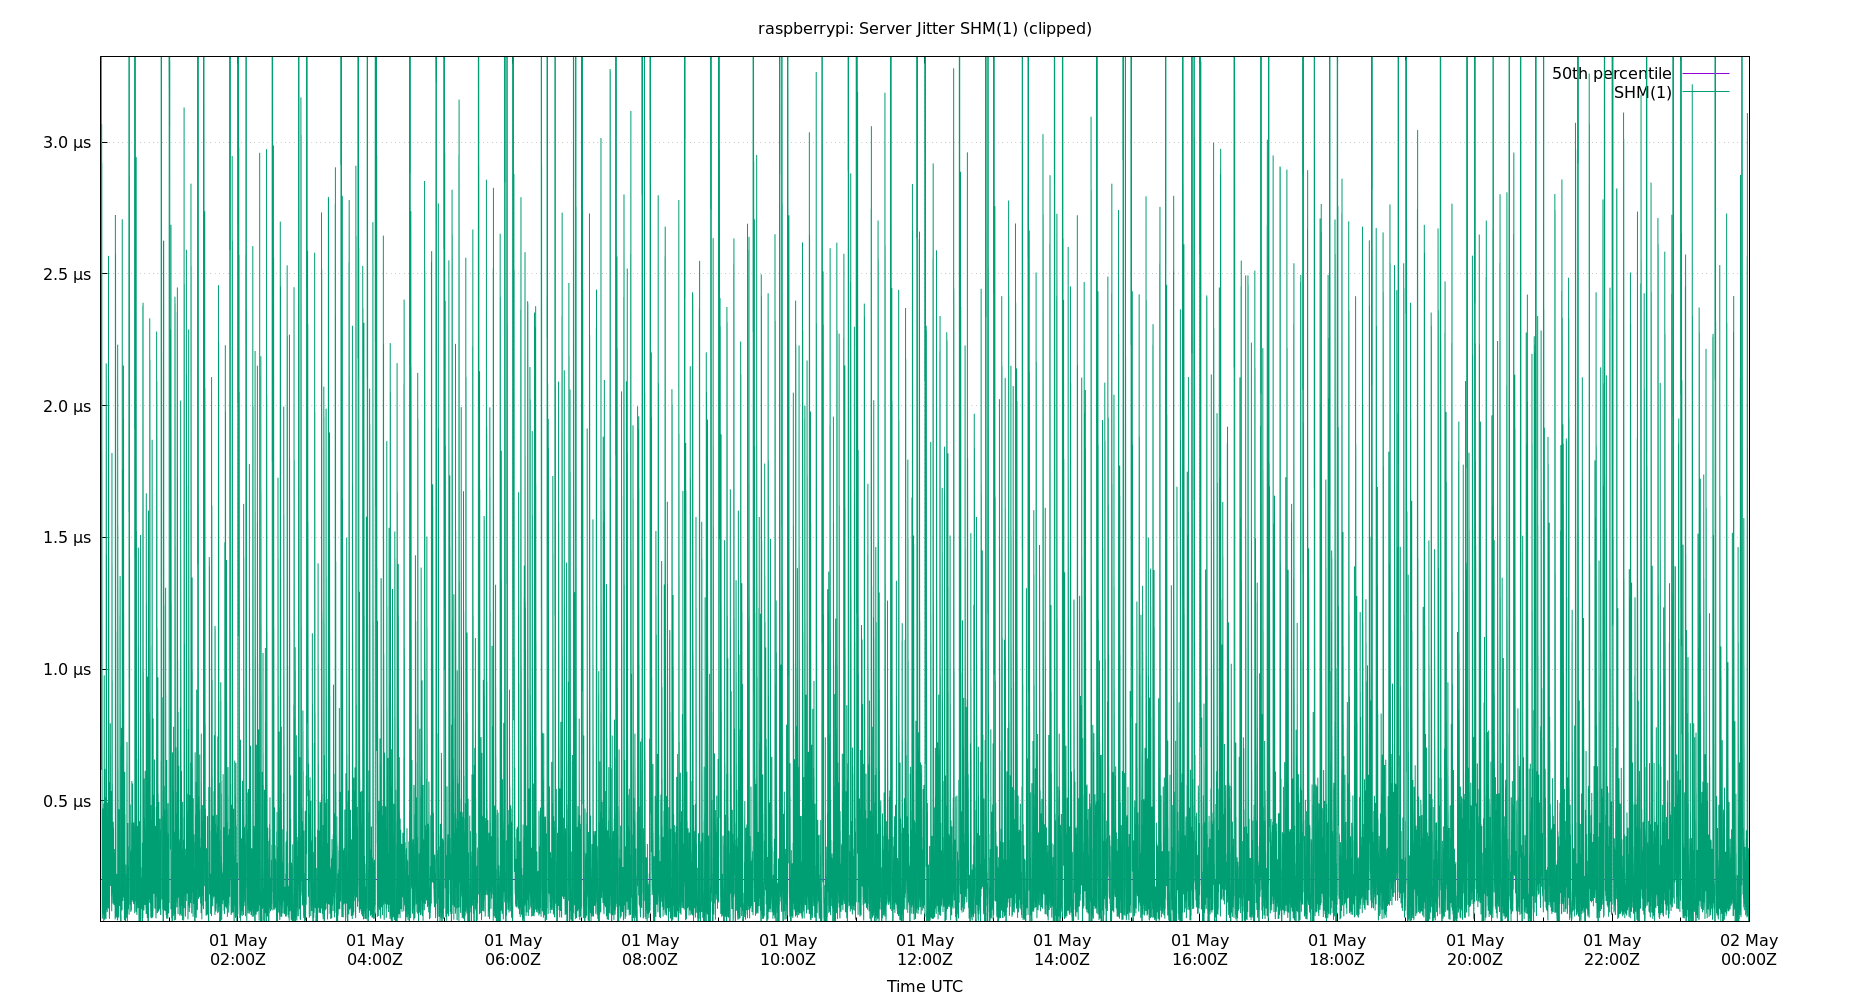 raspberrypi: Server Jitter SHM(1) (clipped)
50th percentile
SHM(1)
3.0 µs
2.5 µs
2.0 µs
1.5 µs
1.0 µs
0.5 µs
01 May 01 May 01 May 01 May 01 May 01 May 01 May 01 May 01 May 01 May 01 May 02 May
02:00Z 04:00Z 06:00Z 08:00Z 10:00Z 12:00Z 14:00Z 16:00Z 18:00Z 20:00Z 22:00Z 00:00Z
Time UTC